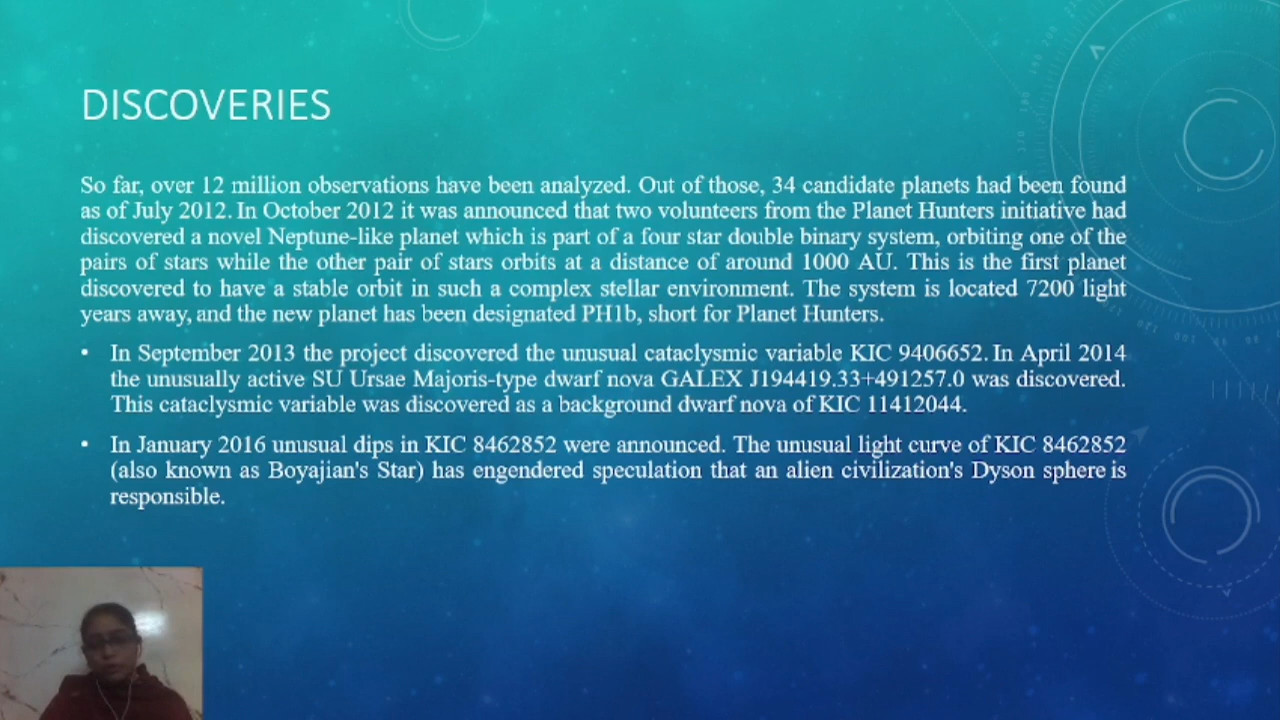 DISCOVERIES
So far, over 12 million observations have been analyzed. Out of those, 34 candidate planets had been found
as of July 2012. In October 2012 it was announced that two volunteers from the Planet Hunters initiative had
discovered a novel Neptune-like planet which is part of a four star double binary system, orbiting one of the
pairs of stars while the other pair of stars orbits at a distance of around 1000 AU. This is the first planet
discovered to have a stable orbit in such a complex stellar environment. The system is located 7200 light
years away, and the new planet has been designated PH1b, short for Planet Hunters.
• In September 2013 the project discovered the unusual cataclysmic variable KIC 9406652. In April 2014
the unusually active SU Ursae Majoris-type dwarf nova GALEX J194419.33+491257.0 was discovered.
This cataclysmic variable was discovered as a background dwarf nova of KIC 11412044.
• In January 2016 unusual dips in KIC 8462852 were announced. The unusual light curve of KIC 8462852
(also known as Boyajian's Star) has engendered speculation that an alien civilization's Dyson sphere is
responsible.